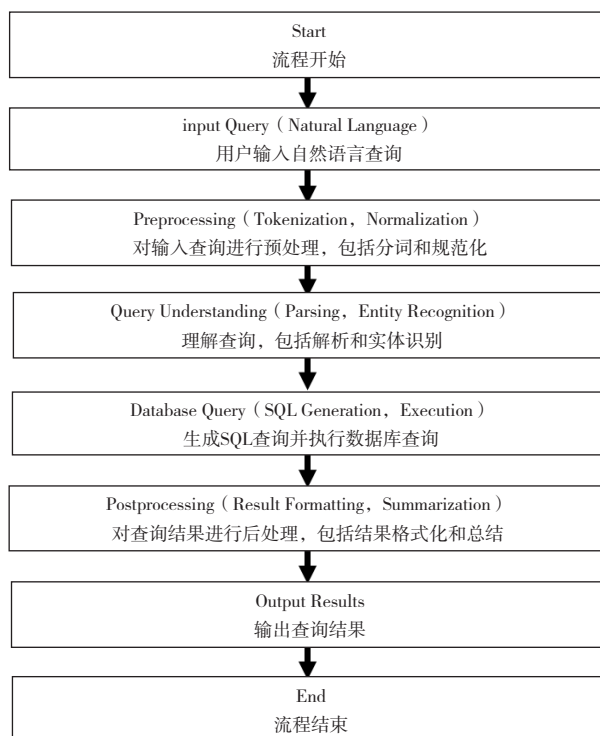 Start
流程开始
input Query（Natural Language）
用户输入自然语言查询
Preprocessing（Tokenization，Normalization）
对输入查询进行预处理，包括分词和规范化
Query Understanding（Parsing，Entity Recognition）
理解查询，包括解析和实体识别
Database Query（SQL Generation，Execution）
生成SQL查询并执行数据库查询
Postprocessing（Result Formatting，Summarization）
对查询结果进行后处理，包括结果格式化和总结
Output Results
输出查询结果
End
流程结束